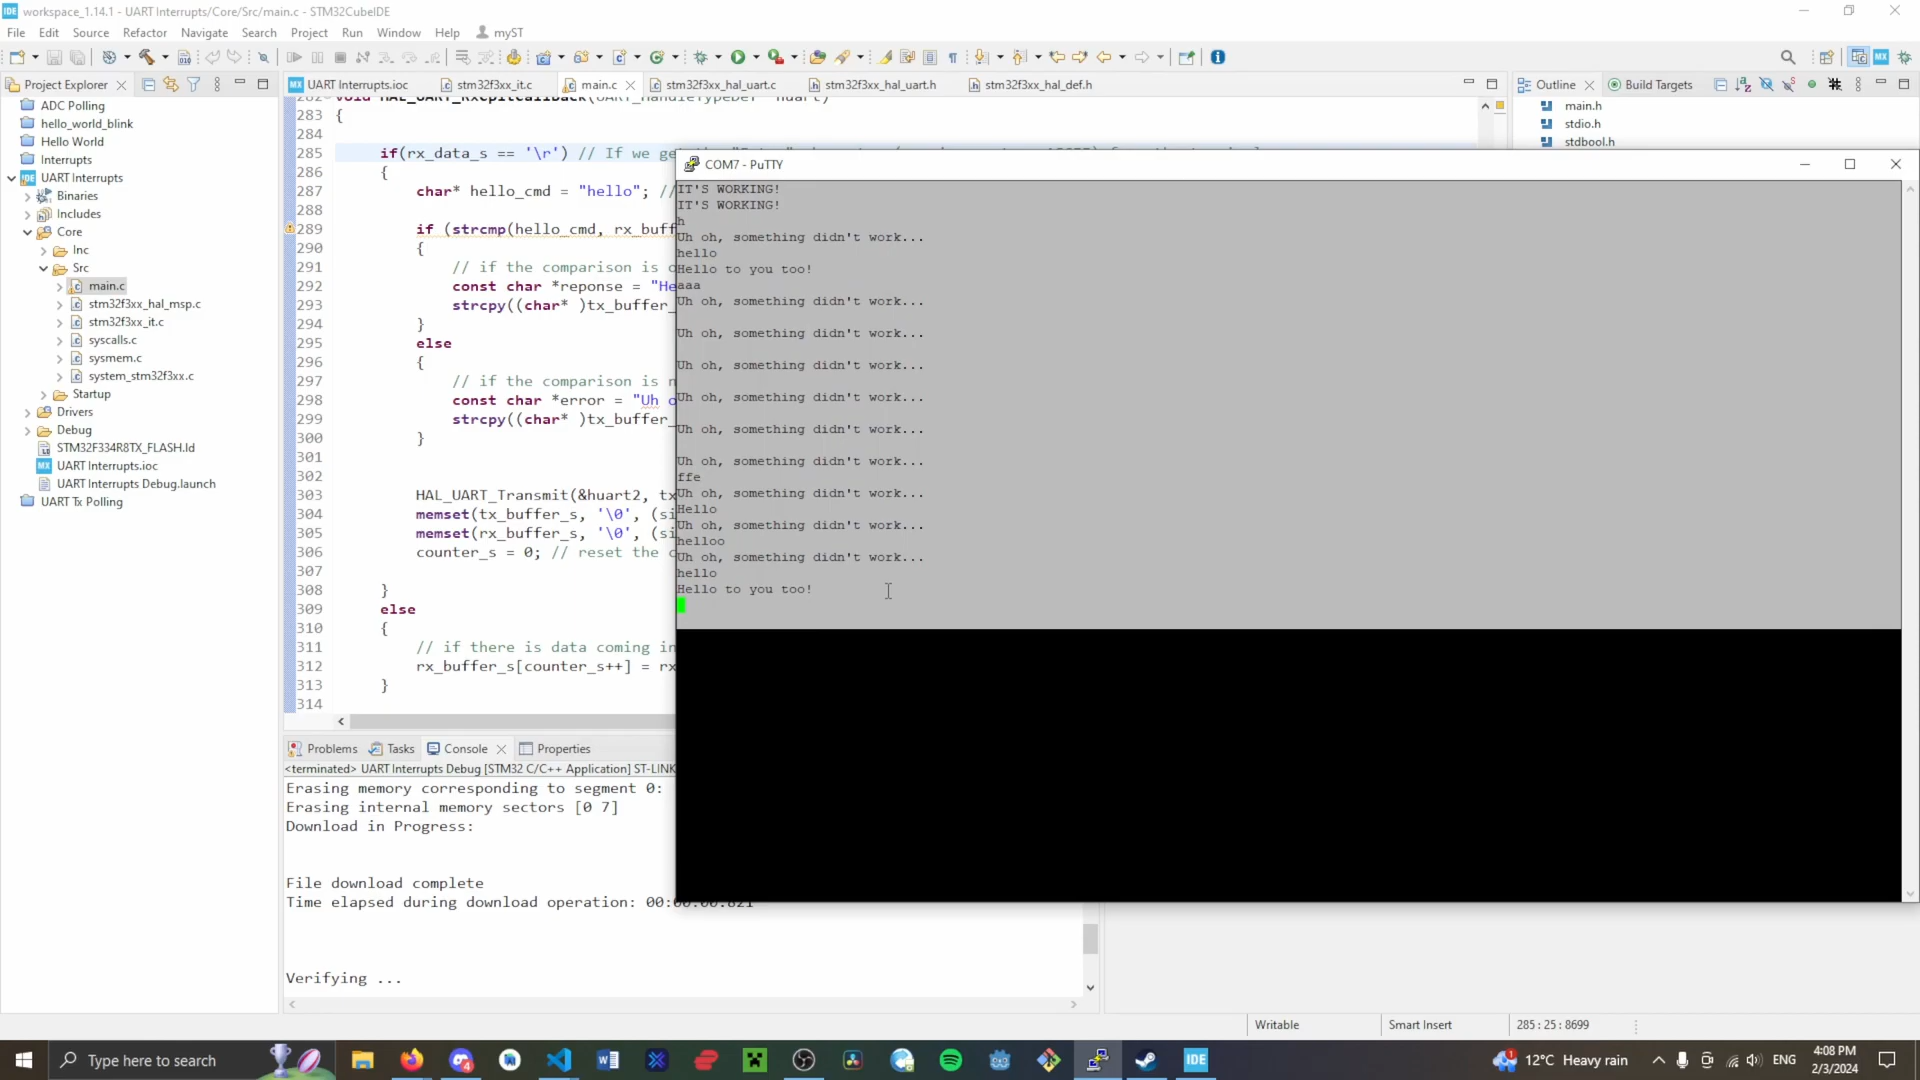 workspace_1.14.1 - UART Interrupts/Core/Src/main.c - STM32CubeIDE
File Edit Source Refactor Navigate Search Project Run Window Help myST
Project Explorer
ADC Polling
hello_world_blink
Hello World
Interrupts
UART Interrupts
Binaries
Includes
Core
Inc
Src
main.c
stm32f3xx_hal_msp.c
stm32f3xx_it.c
syscalls.c
sysmem.c
system_stm32f3xx.c
Startup
Drivers
Debug
STM32F334R8TX_FLASH.ld
UART Interrupts.ioc
UART Interrupts Debug.launch
UART Tx Polling
UART Interrupts.ioc stm32f3xx_it.c main.c stm32f3xx_hal_uart.c stm32f3xx_hal_uart.h stm32f3xx_hal_def.h
282 void HAL_UART_RxCpltCallback(UART_HandleTypeDef *huart)
283 {
284
285 if(rx_data_s == '\r') // If we ge
286 {
287 char* hello_cmd = "hello"; //
288
289 if (strcmp(hello_cmd, rx_buff
290 {
291 // if the comparison is o
292 const char *reponse = "He
293 strcpy((char* )tx_buffer_
294 }
295 else
296 {
297 // if the comparison is n
298 const char *error = "Uh o
299 strcpy((char* )tx_buffer_
300 }
301
302
303 HAL_UART_Transmit(&huart2, tx
304 memset(tx_buffer_s, '\0', (si
305 memset(rx_buffer_s, '\0', (si
306 counter_s = 0; // reset the c
307
308 }
309 else
310 {
311 // if there is data coming in
312 rx_buffer_s[counter_s++] = rx
313 }
314
Outline Build Targets
main.h
stdio.h
stdbool.h
COM7 - PuTTY
IT'S WORKING!
IT'S WORKING!
h
Uh oh, something didn't work...
hello
Hello to you too!
aaa
Uh oh, something didn't work...
Uh oh, something didn't work...
Uh oh, something didn't work...
Uh oh, something didn't work...
Uh oh, something didn't work...
Uh oh, something didn't work...
ffe
Uh oh, something didn't work...
Hello
Uh oh, something didn't work...
helloo
Uh oh, something didn't work...
hello
Hello to you too!
Problems Tasks Console Properties
<terminated> UART Interrupts Debug [STM32 C/C++ Application] ST-LINK
Erasing memory corresponding to segment 0:
Erasing internal memory sectors [0 7]
Download in Progress:
File download complete
Time elapsed during download operation: 00:00:00.821
Verifying ...
Writable Smart Insert 285 : 25 : 8699
Type here to search
12°C Heavy rain
ENG
4:08 PM
2/3/2024